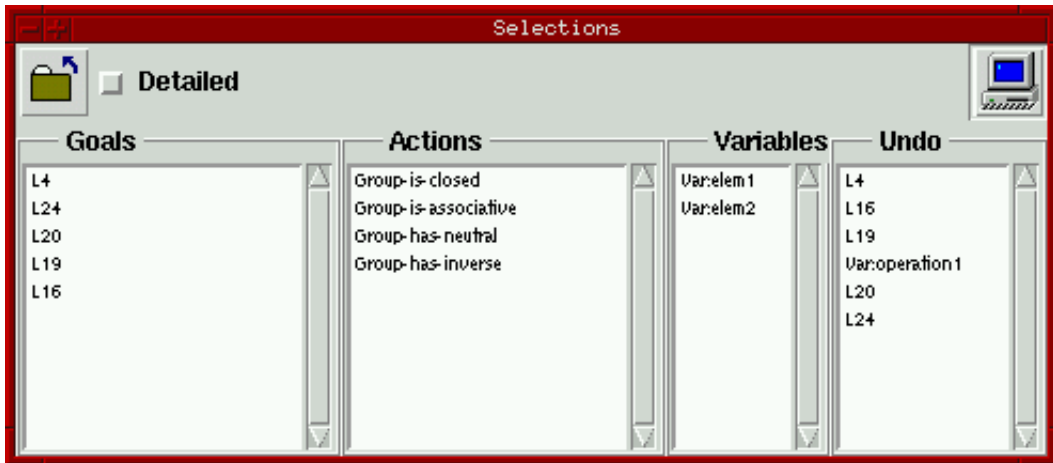 Selections
Detailed
Goals
L4
L24
L20
L19
L16
Actions
Group-is-closed
Group-is-associative
Group-has-neutral
Group-has-inverse
Variables
Var:elem1
Var:elem2
Undo
L4
L16
L19
Var:operation1
L20
L24